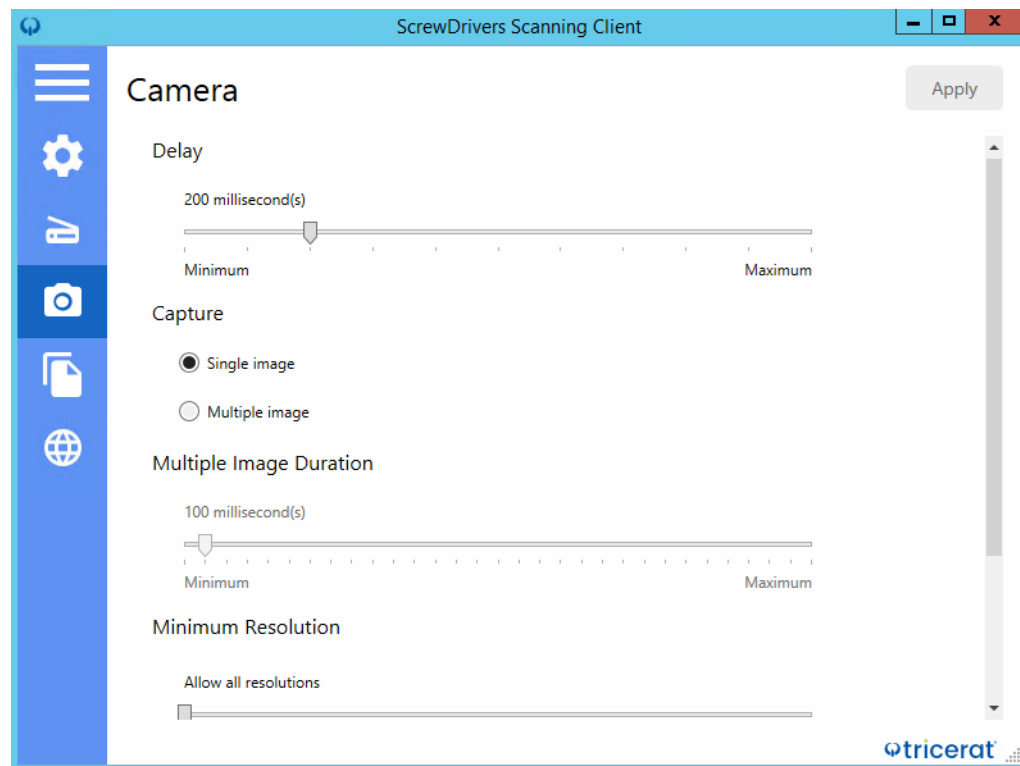 ScrewDrivers Scanning Client
Camera
Apply
Delay
200 millisecond(s)
Minimum Maximum
Capture
Single image
Multiple image
Multiple Image Duration
100 millisecond(s)
Minimum Maximum
Minimum Resolution
Allow all resolutions
tricerat